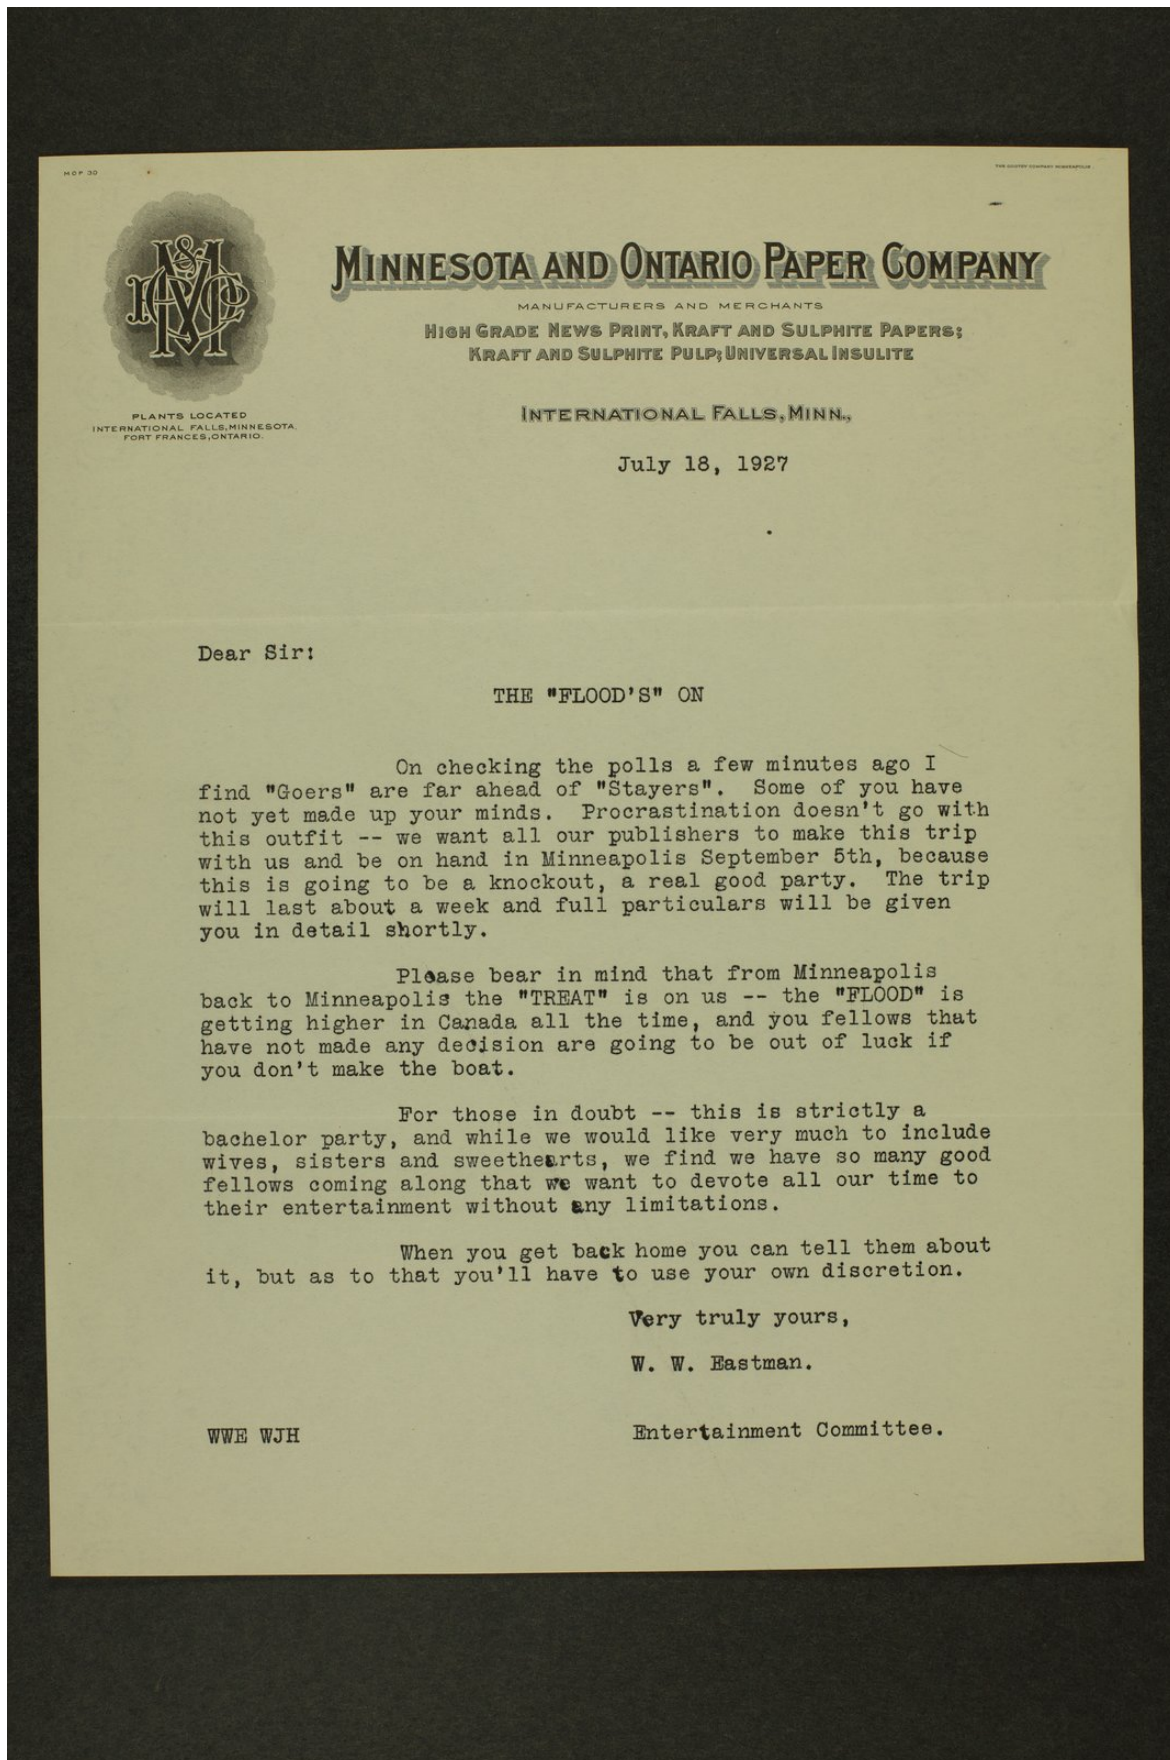 M O P 30
MINNESOTA AND ONTARIO PAPER COMPANY
MANUFACTURERS AND MERCHANTS
HIGH GRADE NEWS PRINT, KRAFT AND SULPHITE PAPERS;
KRAFT AND SULPHITE PULP; UNIVERSAL INSULITE
PLANTS LOCATED
INTERNATIONAL FALLS, MINNESOTA.
FORT FRANCES, ONTARIO.
INTERNATIONAL FALLS, MINN.,
July 18, 1927
Dear Sir:
THE "FLOOD'S" ON
On checking the polls a few minutes ago I
find "Goers" are far ahead of "Stayers". Some of you have
not yet made up your minds. Procrastination doesn't go with
this outfit -- we want all our publishers to make this trip
with us and be on hand in Minneapolis September 5th, because
this is going to be a knockout, a real good party. The trip
will last about a week and full particulars will be given
you in detail shortly.
Please bear in mind that from Minneapolis
back to Minneapolis the "TREAT" is on us -- the "FLOOD" is
getting higher in Canada all the time, and you fellows that
have not made any decision are going to be out of luck if
you don't make the boat.
For those in doubt -- this is strictly a
bachelor party, and while we would like very much to include
wives, sisters and sweethearts, we find we have so many good
fellows coming along that we want to devote all our time to
their entertainment without any limitations.
When you get back home you can tell them about
it, but as to that you'll have to use your own discretion.
Very truly yours,
W. W. Eastman.
WWE WJH
Entertainment Committee.